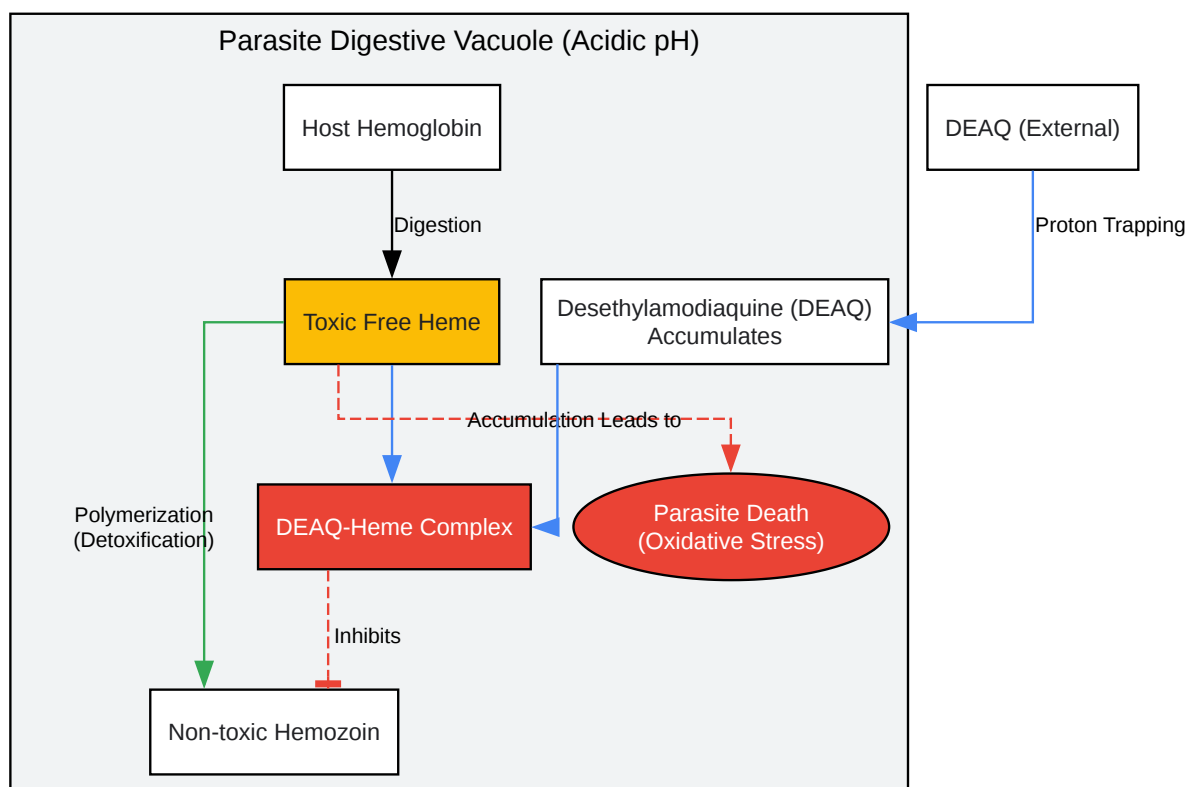 Parasite Digestive Vacuole (Acidic pH)
Host Hemoglobin
DEAQ (External)
Digestion
Proton Trapping
Toxic Free Heme
Desethylamodiaquine (DEAQ)
Accumulates
Accumulation Leads to
Polymerization
(Detoxification)
DEAQ-Heme Complex
Parasite Death
(Oxidative Stress)
Inhibits
Non-toxic Hemozoin